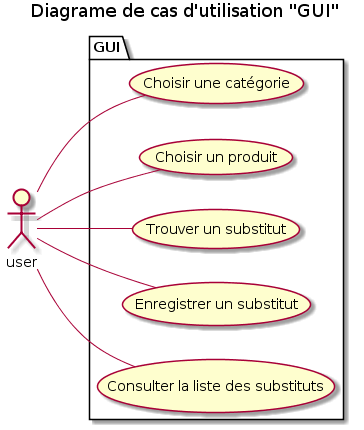 Diagrame de cas d'utilisation "GUI"
GUI
Choisir une catégorie
Choisir un produit
Trouver un substitut
user
Enregistrer un substitut
Consulter la liste des substituts